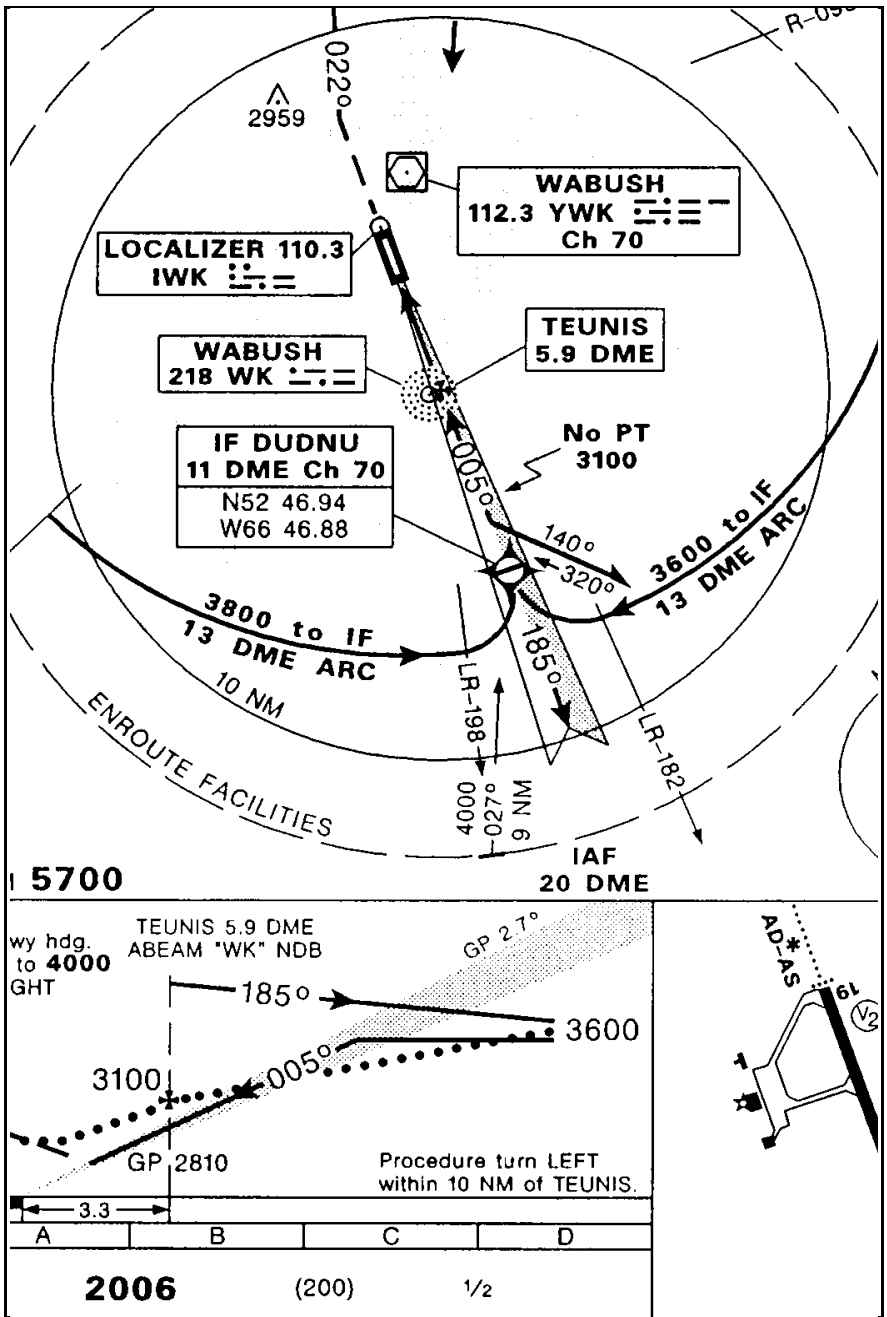 022°
2959
WABUSH
112.3 YWK
Ch 70
LOCALIZER 110.3
IWK
TEUNIS
5.9 DME
WABUSH
218 WK
No PT
3100
IF DUDNU
11 DME Ch 70
N52 46.94
W66 46.88
005°
140°
320°
3600 to IF
13 DME ARC
3800 to IF
13 DME ARC
185°
10 NM
ENROUTE FACILITIES
LR-198
LR-182
4000
027°
9 NM
IAF
20 DME
5700
wy hdg.
to 4000
GHT
TEUNIS 5.9 DME
ABEAM "WK" NDB
GP 2.7°
185°
3600
005°
3100
GP 2810
Procedure turn LEFT
within 10 NM of TEUNIS.
3.3
A B C D
2006 (200) 1/2
AD-AS
*
19
V2